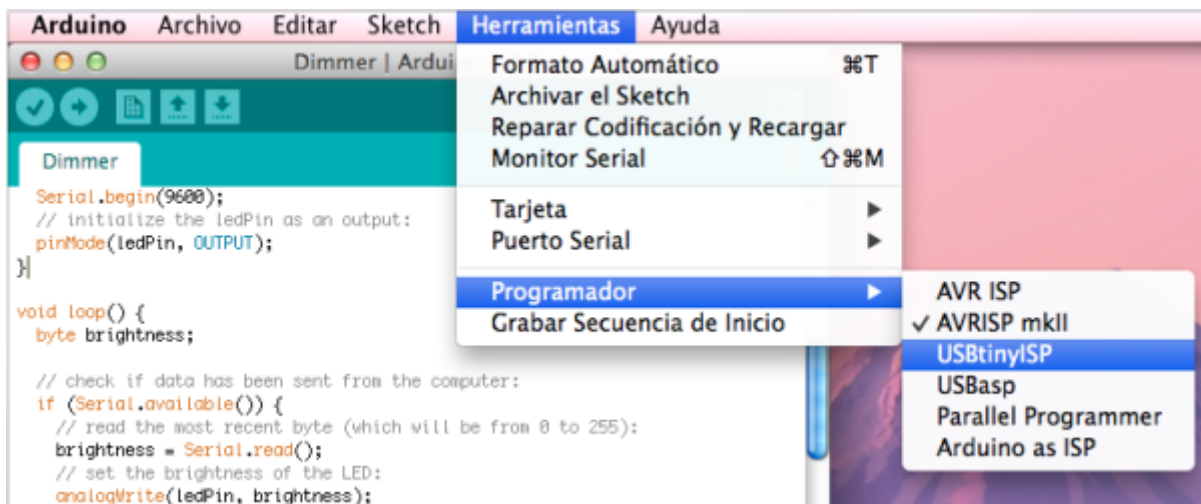 Arduino Archivo Editar Sketch Herramientas Ayuda
Dimmer | Ardui
Formato Automático ⌘T
Archivar el Sketch
Reparar Codificación y Recargar
Monitor Serial ⇧⌘M
Tarjeta ▶
Puerto Serial ▶
Programador ▶
Grabar Secuencia de Inicio
AVR ISP
✓ AVRISP mkII
USBtinyISP
USBasp
Parallel Programmer
Arduino as ISP
Dimmer
Serial.begin(9600);
// initialize the ledPin as an output:
pinMode(ledPin, OUTPUT);
}
void loop() {
byte brightness;
// check if data has been sent from the computer:
if (Serial.available()) {
// read the most recent byte (which will be from 0 to 255):
brightness = Serial.read();
// set the brightness of the LED:
analogWrite(ledPin, brightness);